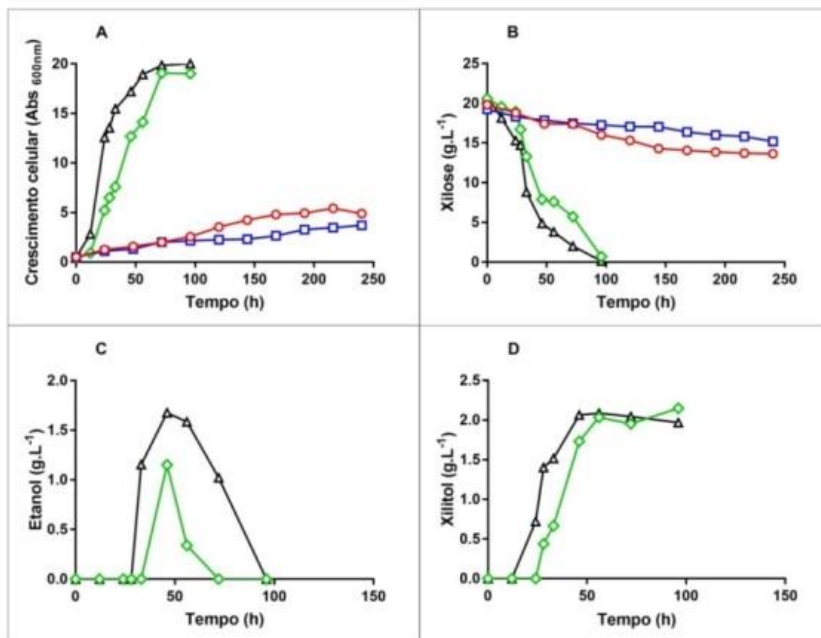 A
Crescimento celular (Abs 600nm)
20
15
10
5
0
0 50 100 150 200 250
Tempo (h)
B
Xilose (g.L-1)
25
20
15
10
5
0
0 50 100 150 200 250
Tempo (h)
C
Etanol (g.L-1)
2.0
1.5
1.0
0.5
0.0
0 50 100 150
Tempo (h)
D
Xilitol (g.L-1)
2.5
2.0
1.5
1.0
0.5
0.0
0 50 100 150
Tempo (h)